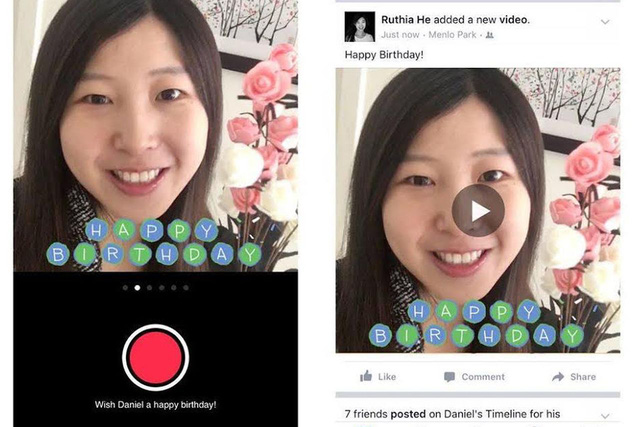 HAPPY
BIRTHDAY
Wish Daniel a happy birthday!
Ruthia He added a new video.
Just now · Menlo Park ·
Happy Birthday!
HAPPY
BIRTHDAY
Like Comment Share
7 friends posted on Daniel's Timeline for his